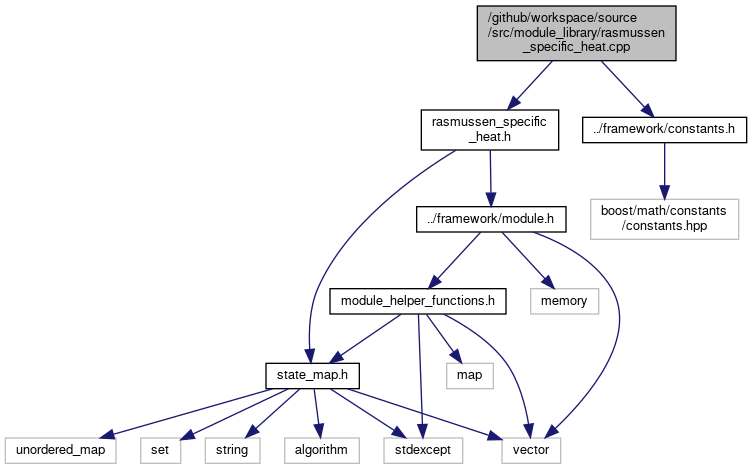 /github/workspace/source
/src/module_library/rasmussen
_specific_heat.cpp
rasmussen_specific
_heat.h
../framework/constants.h
../framework/module.h
boost/math/constants
/constants.hpp
module_helper_functions.h
memory
state_map.h
map
unordered_map
set
string
algorithm
stdexcept
vector